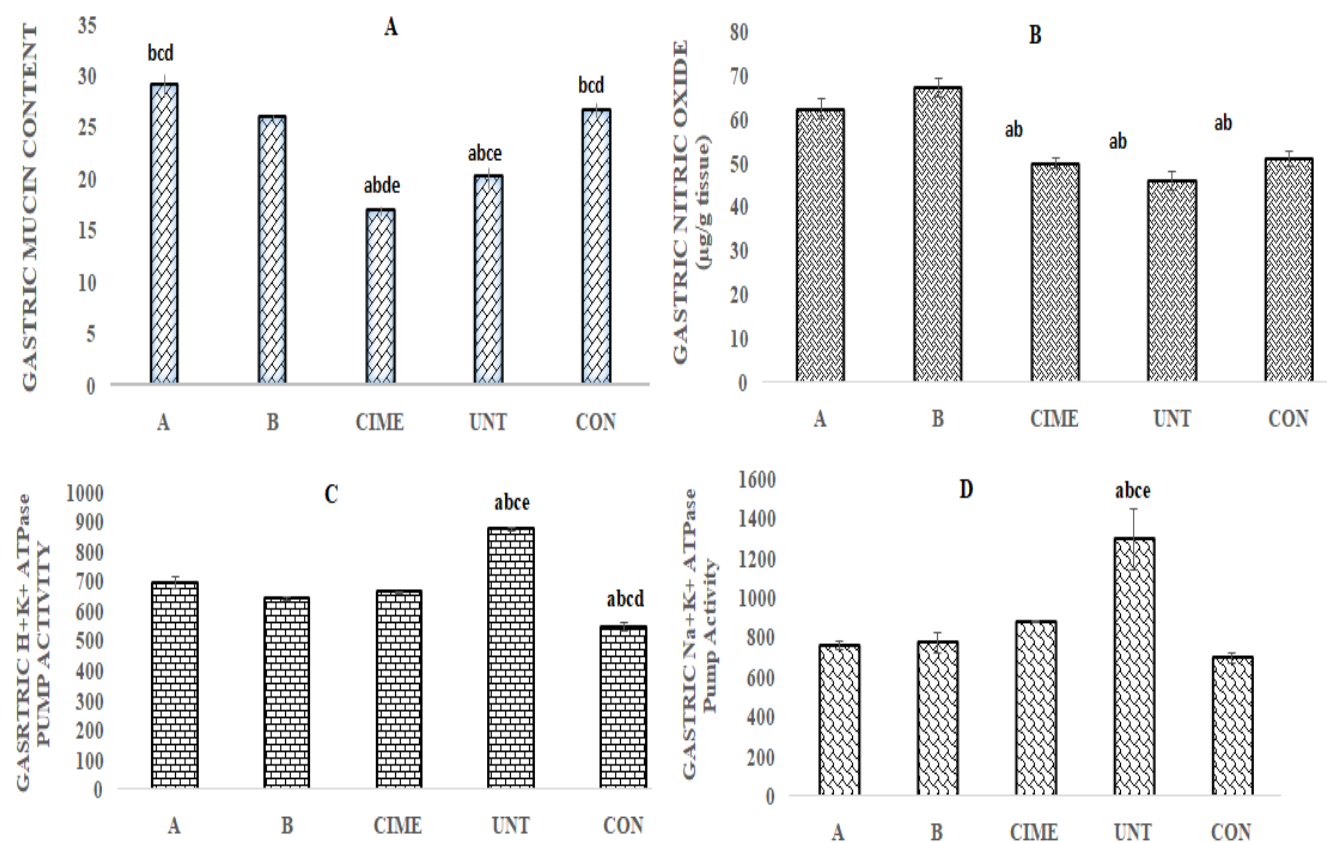 A
GASTRIC MUCIN CONTENT
35
30
25
20
15
10
5
0
bcd
abde
abce
bcd
A
B
CIME
UNT
CON
B
GASTRIC NITRIC OXIDE
(µg/g tissue)
80
70
60
50
40
30
20
10
0
ab
ab
ab
A
B
CIME
UNT
CON
C
GASRTRIC H+K+ ATPase
PUMP ACTIVITY
1000
900
800
700
600
500
400
300
200
100
0
abce
abcd
A
B
CIME
UNT
CON
D
GASTRIC Na+K+ ATPase
Pump Activity
1600
1400
1200
1000
800
600
400
200
0
abce
A
B
CIME
UNT
CON